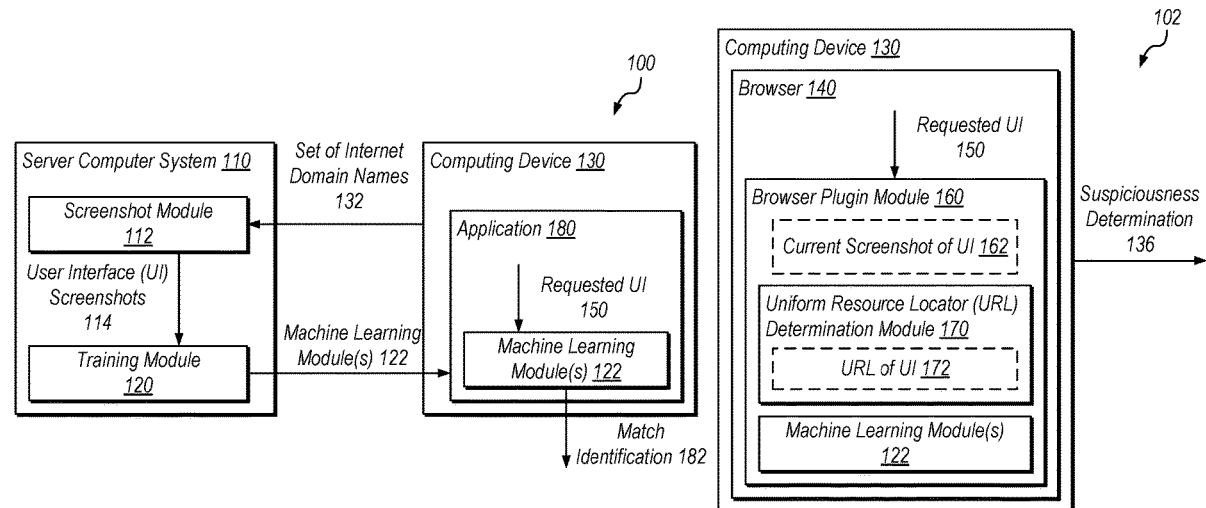 100
Server Computer System 110
Screenshot Module
112
User Interface (UI)
Screenshots
114
Training Module
120
Set of Internet
Domain Names
132
Machine Learning
Module(s) 122
Computing Device 130
Application 180
Requested UI
150
Machine Learning
Module(s) 122
Match
Identification 182
102
Computing Device 130
Browser 140
Requested UI
150
Browser Plugin Module 160
Current Screenshot of UI 162
Uniform Resource Locator (URL)
Determination Module 170
URL of UI 172
Machine Learning Module(s)
122
Suspiciousness
Determination
136